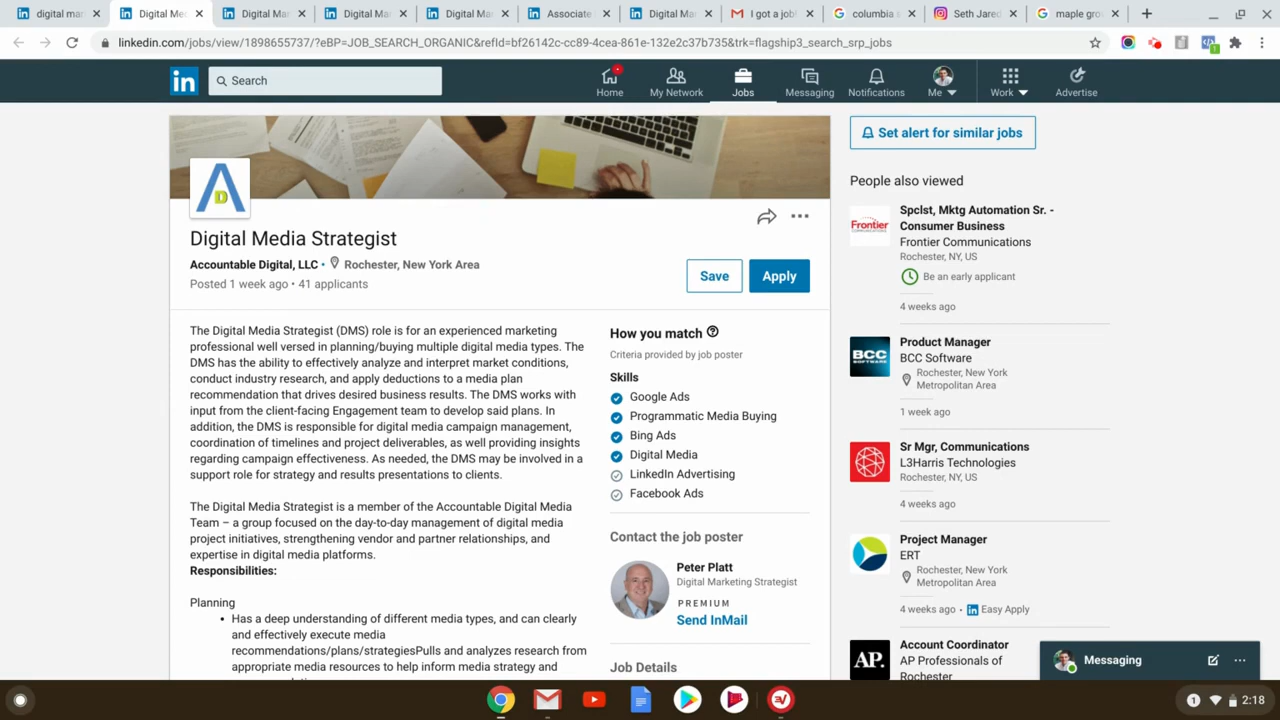 digital mar
Digital Me
Digital Ma
Digital Ma
Digital Ma
Associate
Digital Ma
I got a job!
columbia s
Seth Jared
maple gro
linkedin.com/jobs/view/1898655737/?eBP=JOB_SEARCH_ORGANIC&refId=bf26142c-cc89-4cea-861e-132e2c37b735&trk=flagship3_search_srp_jobs
in
Search
Home
My Network
Jobs
Messaging
Notifications
Me
Work
Advertise
Set alert for similar jobs
D
Digital Media Strategist
Accountable Digital, LLC • Rochester, New York Area
Posted 1 week ago • 41 applicants
Save
Apply
The Digital Media Strategist (DMS) role is for an experienced marketing
professional well versed in planning/buying multiple digital media types. The
DMS has the ability to effectively analyze and interpret market conditions,
conduct industry research, and apply deductions to a media plan
recommendation that drives desired business results. The DMS works with
input from the client-facing Engagement team to develop said plans. In
addition, the DMS is responsible for digital media campaign management,
coordination of timelines and project deliverables, as well providing insights
regarding campaign effectiveness. As needed, the DMS may be involved in a
support role for strategy and results presentations to clients.
The Digital Media Strategist is a member of the Accountable Digital Media
Team – a group focused on the day-to-day management of digital media
project initiatives, strengthening vendor and partner relationships, and
expertise in digital media platforms.
Responsibilities:
Planning
• Has a deep understanding of different media types, and can clearly
and effectively execute media
recommendations/plans/strategiesPulls and analyzes research from
appropriate media resources to help inform media strategy and
How you match
Criteria provided by job poster
Skills
Google Ads
Programmatic Media Buying
Bing Ads
Digital Media
LinkedIn Advertising
Facebook Ads
Contact the job poster
Peter Platt
Digital Marketing Strategist
PREMIUM
Send InMail
Job Details
People also viewed
Frontier
Spclst, Mktg Automation Sr. -
Consumer Business
Frontier Communications
Rochester, NY, US
Be an early applicant
4 weeks ago
BCC
SOFTWARE
Product Manager
BCC Software
Rochester, New York
Metropolitan Area
1 week ago
Sr Mgr, Communications
L3Harris Technologies
Rochester, NY, US
4 weeks ago
Project Manager
ERT
Rochester, New York
Metropolitan Area
4 weeks ago • in Easy Apply
AP.
Account Coordinator
AP Professionals of
Rochester
Messaging
1
2:18